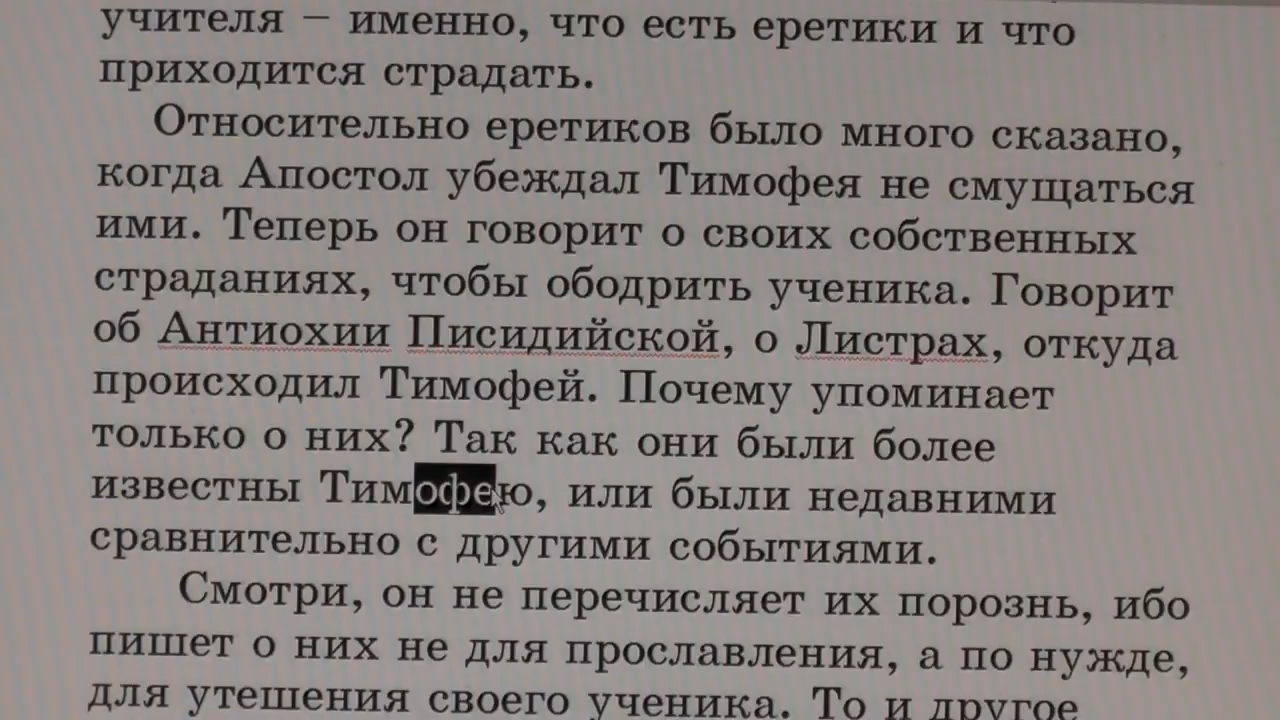 учителя – именно, что есть еретики и что
приходится страдать.
Относительно еретиков было много сказано,
когда Апостол убеждал Тимофея не смущаться
ими. Теперь он говорит о своих собственных
страданиях, чтобы ободрить ученика. Говорит
об Антиохии Писидийской, о Листрах, откуда
происходил Тимофей. Почему упоминает
только о них? Так как они были более
известны Тимофею, или были недавними
сравнительно с другими событиями.
Смотри, он не перечисляет их порознь, ибо
пишет о них не для прославления, а по нужде,
для утешения своего ученика. То и другое